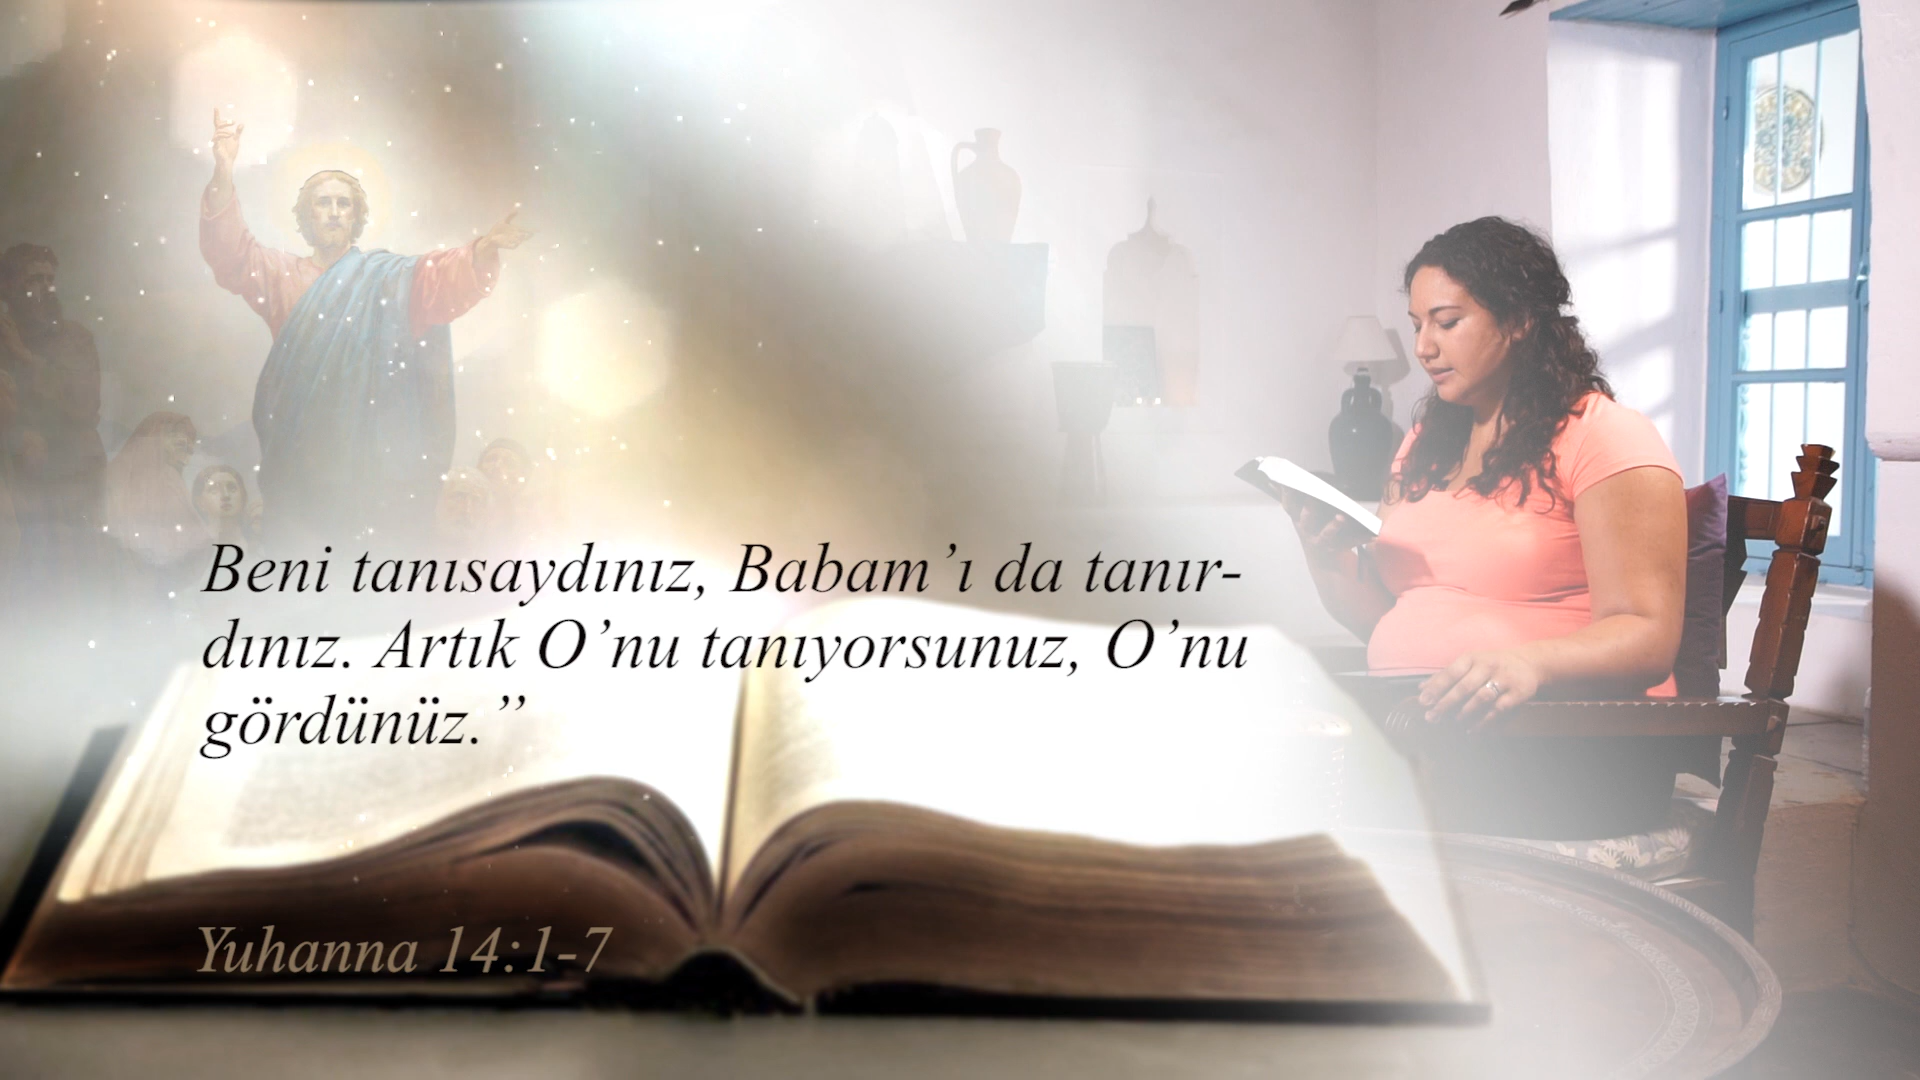 Beni tanısaydınız, Babam’ı da tanır-
dınız. Artık O’nu tanıyorsunuz, O’nu
gördünüz.”
Yuhanna 14:1-7